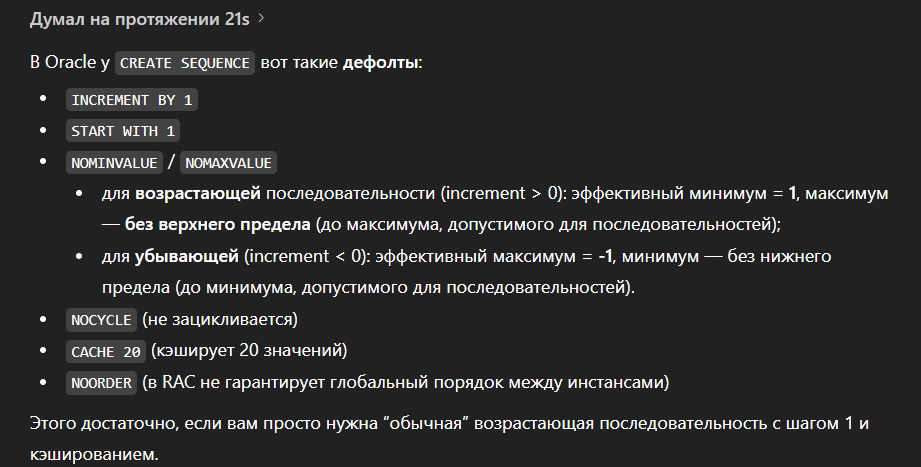 Думал на протяжении 21s >
В Oracle у CREATE SEQUENCE вот такие дефолты:
• INCREMENT BY 1
• START WITH 1
• NOMINVALUE / NOMAXVALUE
• для возрастающей последовательности (increment > 0): эффективный минимум = 1, максимум
— без верхнего предела (до максимума, допустимого для последовательностей);
• для убывающей (increment < 0): эффективный максимум = -1, минимум — без нижнего
предела (до минимума, допустимого для последовательностей).
• NOCYCLE (не зацикливается)
• CACHE 20 (кэширует 20 значений)
• NOORDER (в RAC не гарантирует глобальный порядок между инстансами)
Этого достаточно, если вам просто нужна “обычная” возрастающая последовательность с шагом 1 и
кэшированием.